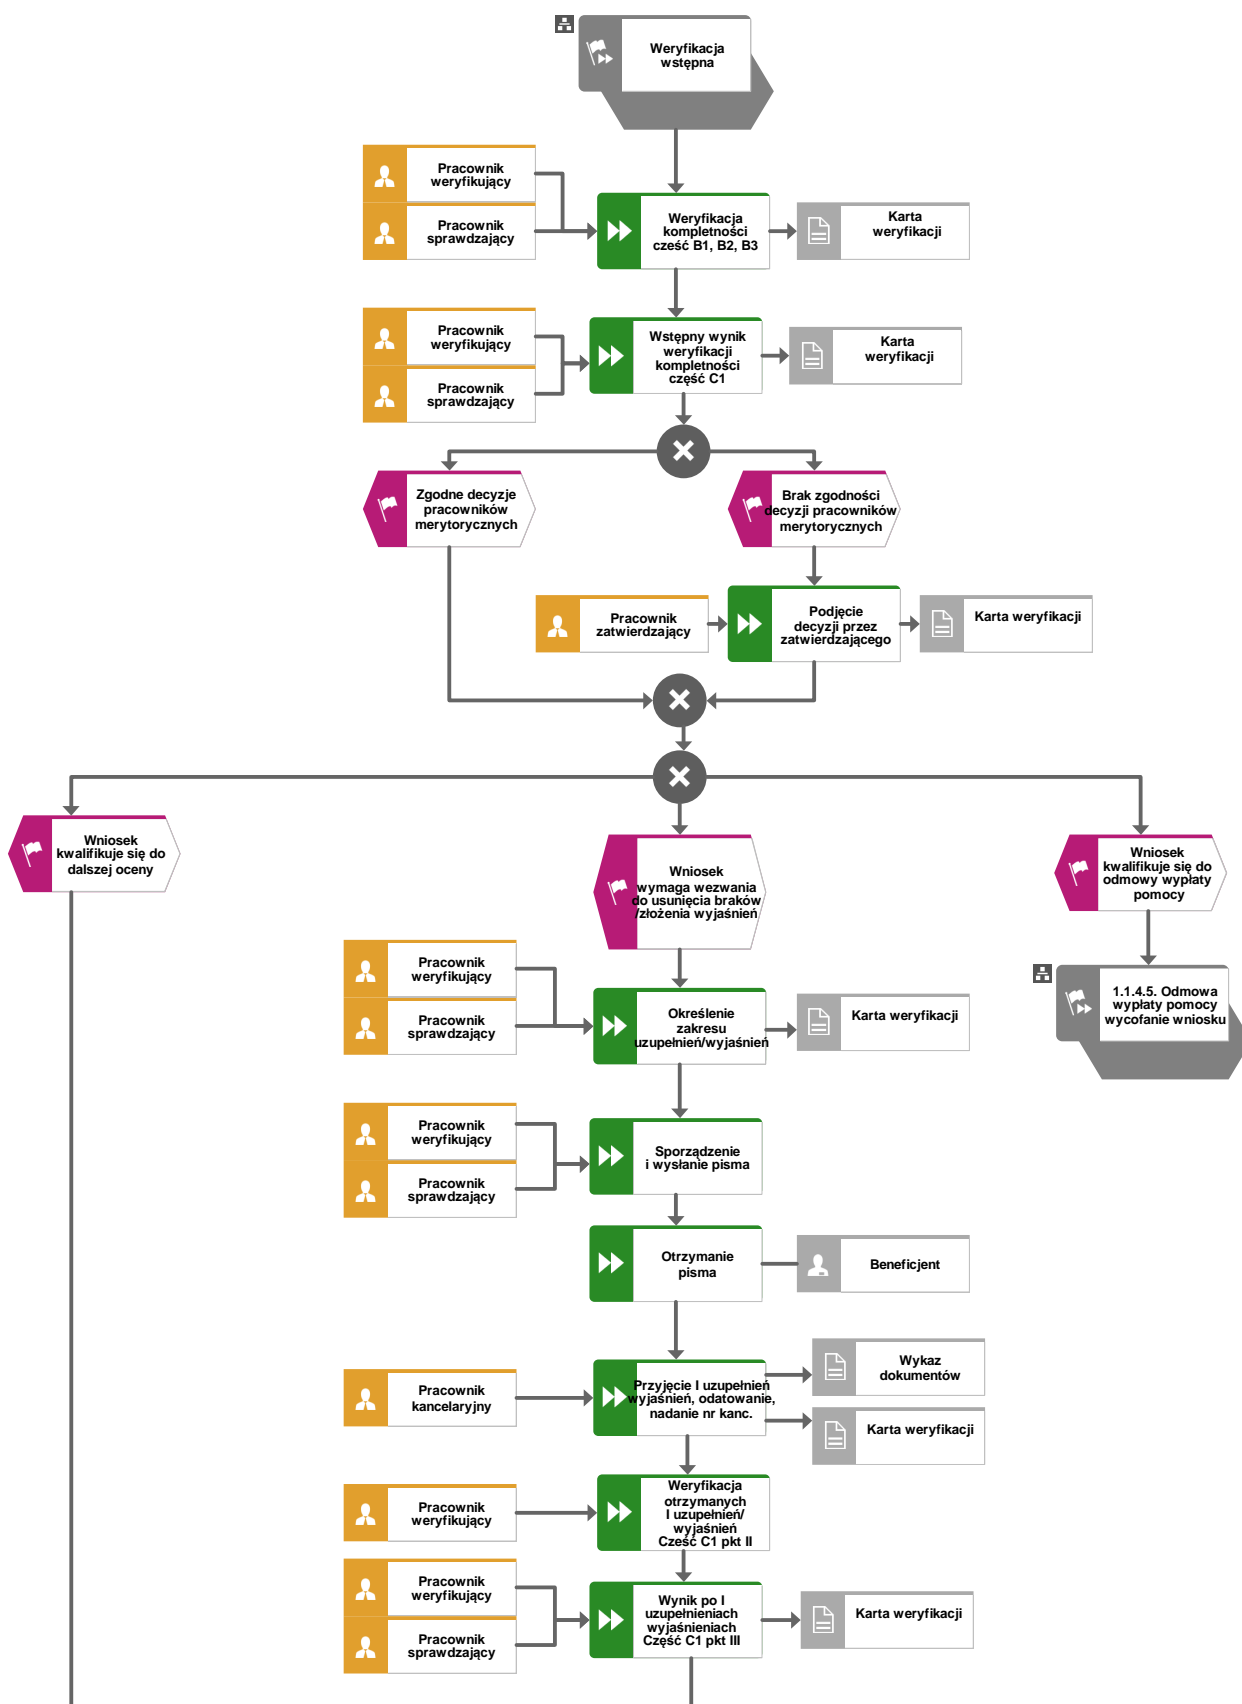 Weryfikacja
wstępna
Pracownik
weryfikujący
Pracownik
sprawdzający
Weryfikacja
kompletności
cześć B1, B2, B3
Karta
weryfikacji
Pracownik
weryfikujący
Pracownik
sprawdzający
Wstępny wynik
weryfikacji
kompletności
część C1
Karta
weryfikacji
Zgodne decyzje
pracowników
merytorycznych
Brak zgodności
decyzji pracowników
merytorycznych
Pracownik
zatwierdzający
Podjęcie
decyzji przez
zatwierdzającego
Karta weryfikacji
Wniosek
kwalifikuje się do
dalszej oceny
Wniosek
wymaga wezwania
do usunięcia braków
/złożenia wyjaśnień
Wniosek
kwalifikuje się do
odmowy wypłaty
pomocy
Pracownik
weryfikujący
Pracownik
sprawdzający
Określenie
zakresu
uzupełnień/wyjaśnień
Karta weryfikacji
1.1.4.5. Odmowa
wypłaty pomocy
wycofanie wniosku
Pracownik
weryfikujący
Pracownik
sprawdzający
Sporządzenie
i wysłanie pisma
Otrzymanie
pisma
Beneficjent
Pracownik
kancelaryjny
Przyjęcie I uzupełnień
wyjaśnień, odatowanie,
nadanie nr kanc.
Wykaz
dokumentów
Karta weryfikacji
Pracownik
weryfikujący
Weryfikacja
otrzymanych
I uzupełnień/
wyjaśnień
Cześć C1 pkt II
Pracownik
weryfikujący
Pracownik
sprawdzający
Wynik po I
uzupełnieniach
wyjaśnieniach
Część C1 pkt III
Karta weryfikacji